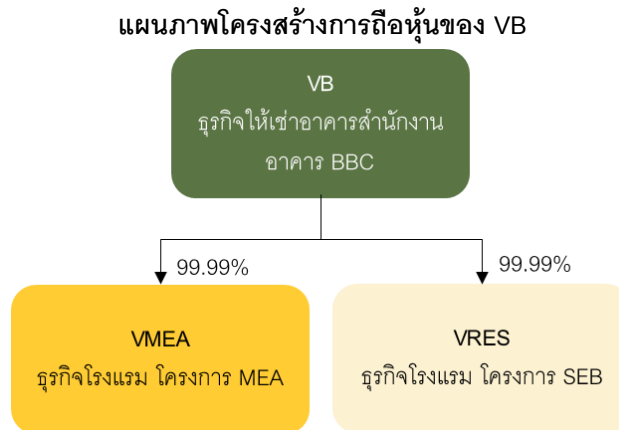 แผนภาพโครงสร้างการถือหุ้นของ VB
VB
ธุรกิจให้เช่าอาคารสำนักงาน
อาคาร BBC
99.99%
99.99%
VMEA
ธุรกิจโรงแรม โครงการ MEA
VRES
ธุรกิจโรงแรม โครงการ SEB